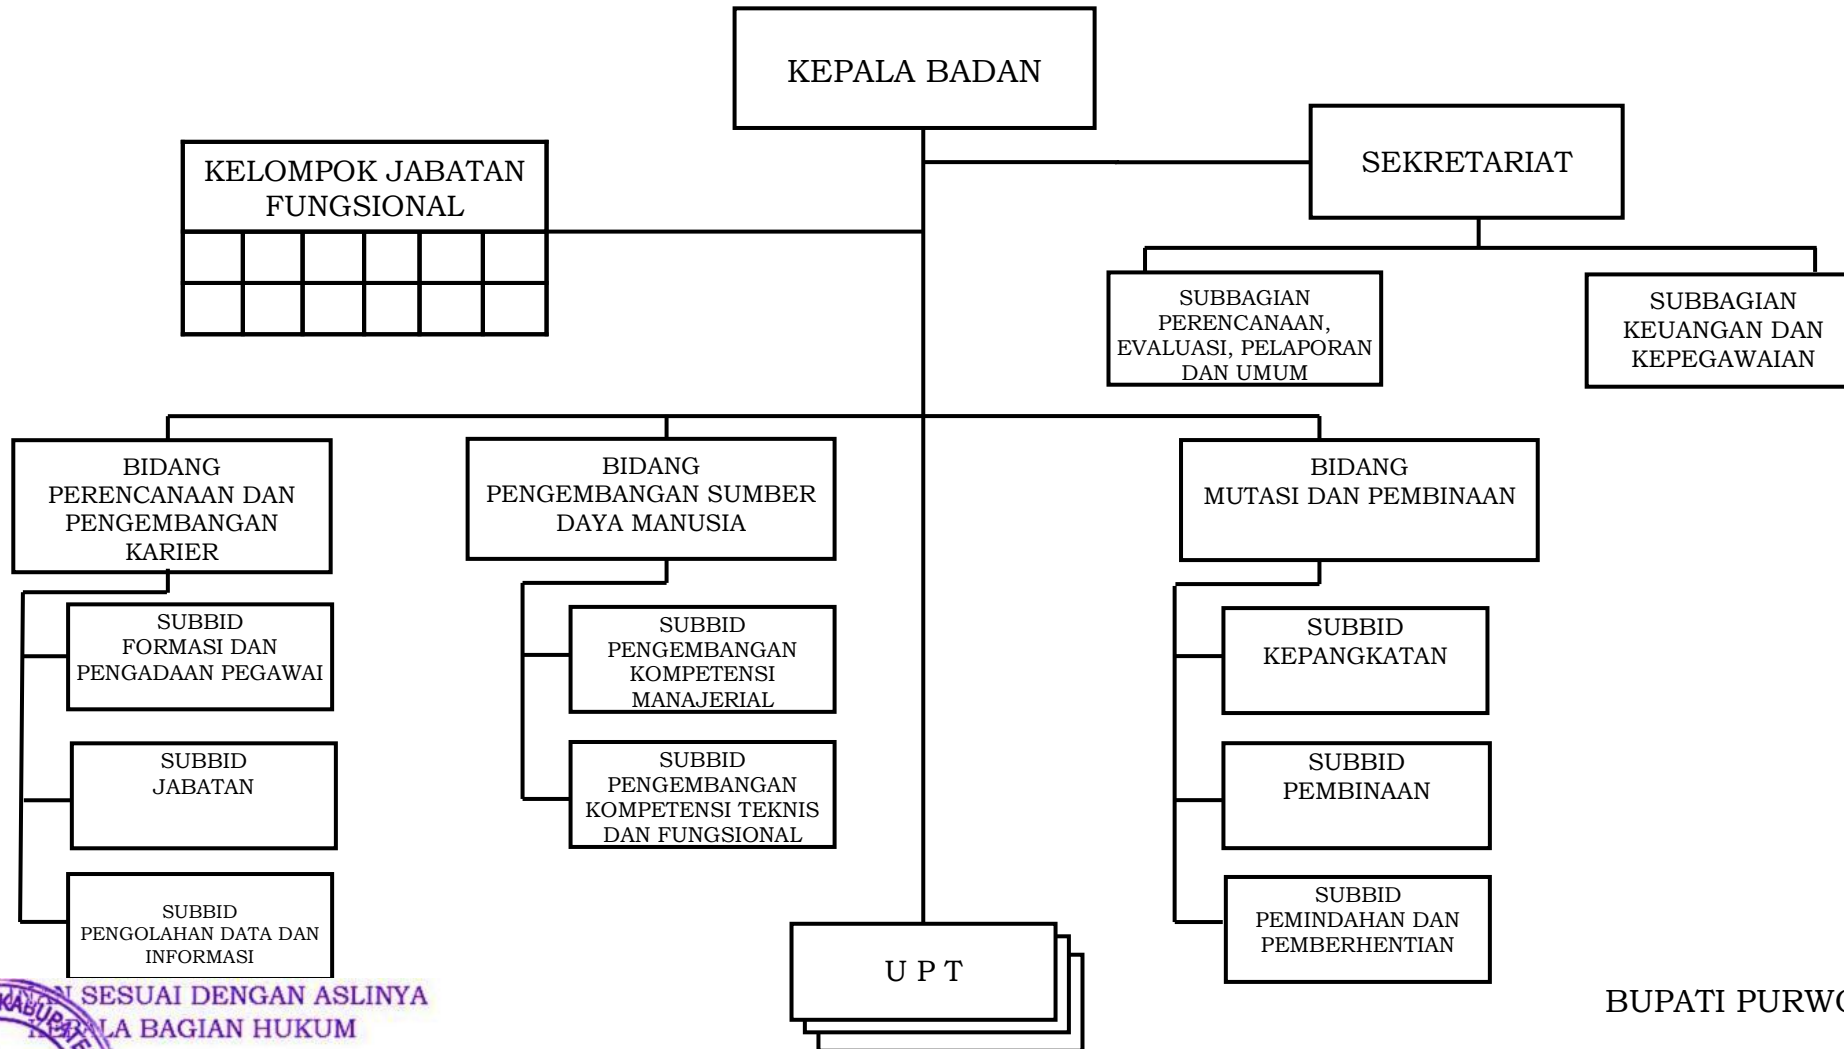 KEPALA BADAN
SEKRETARIAT
KELOMPOK JABATAN
FUNGSIONAL
SUBBAGIAN
PERENCANAAN,
EVALUASI, PELAPORAN
DAN UMUM
SUBBAGIAN
KEUANGAN DAN
KEPEGAWAIAN
BIDANG
PERENCANAAN DAN
PENGEMBANGAN
KARIER
BIDANG
PENGEMBANGAN SUMBER
DAYA MANUSIA
BIDANG
MUTASI DAN PEMBINAAN
SUBBID
FORMASI DAN
PENGADAAN PEGAWAI
SUBBID
JABATAN
SUBBID
PENGOLAHAN DATA DAN
INFORMASI
SUBBID
PENGEMBANGAN
KOMPETENSI
MANAJERIAL
SUBBID
PENGEMBANGAN
KOMPETENSI TEKNIS
DAN FUNGSIONAL
SUBBID
KEPANGKATAN
SUBBID
PEMBINAAN
SUBBID
PEMINDAHAN DAN
PEMBERHENTIAN
U P T
SESUAI DENGAN ASLINYA
BAGIAN HUKUM
BUPATI